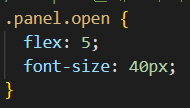 .panel.open {
flex: 5;
font-size: 40px;
}